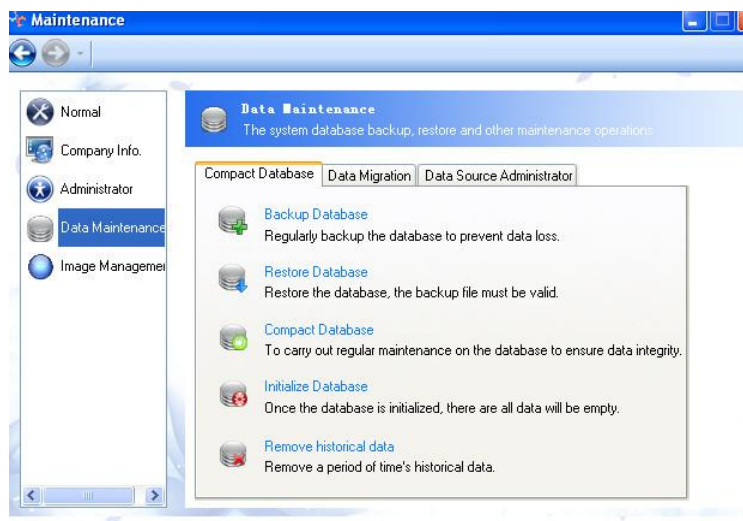 Maintenance
Normal
Company Info.
Administrator
Data Maintenance
Image Managemer
Data Maintenance
The system database backup, restore and other maintenance operations
Compact Database Data Migration Data Source Administrator
Backup Database
Regularly backup the database to prevent data loss.
Restore Database
Restore the database, the backup file must be valid.
Compact Database
To carry out regular maintenance on the database to ensure data integrity.
Initialize Database
Once the database is initialized, there are all data will be empty.
Remove historical data
Remove a period of time's historical data.